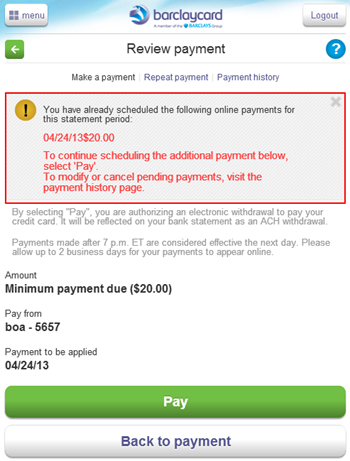 menu
barclaycard
A member of the BARCLAYS Group
Logout
Review payment
?
Make a payment | Repeat payment | Payment history
You have already scheduled the following online payments for
this statement period:
04/24/13$20.00
To continue scheduling the additional payment below,
select 'Pay'.
To modify or cancel pending payments, visit the
payment history page.
By selecting "Pay", you are authorizing an electronic withdrawal to pay your
credit card. It will be reflected on your bank statement as an ACH withdrawal.
Payments made after 7 p.m. ET are considered effective the next day. Please
allow up to 2 business days for your payments to appear online.
Amount
Minimum payment due ($20.00)
Pay from
boa - 5657
Payment to be applied
04/24/13
Pay
Back to payment